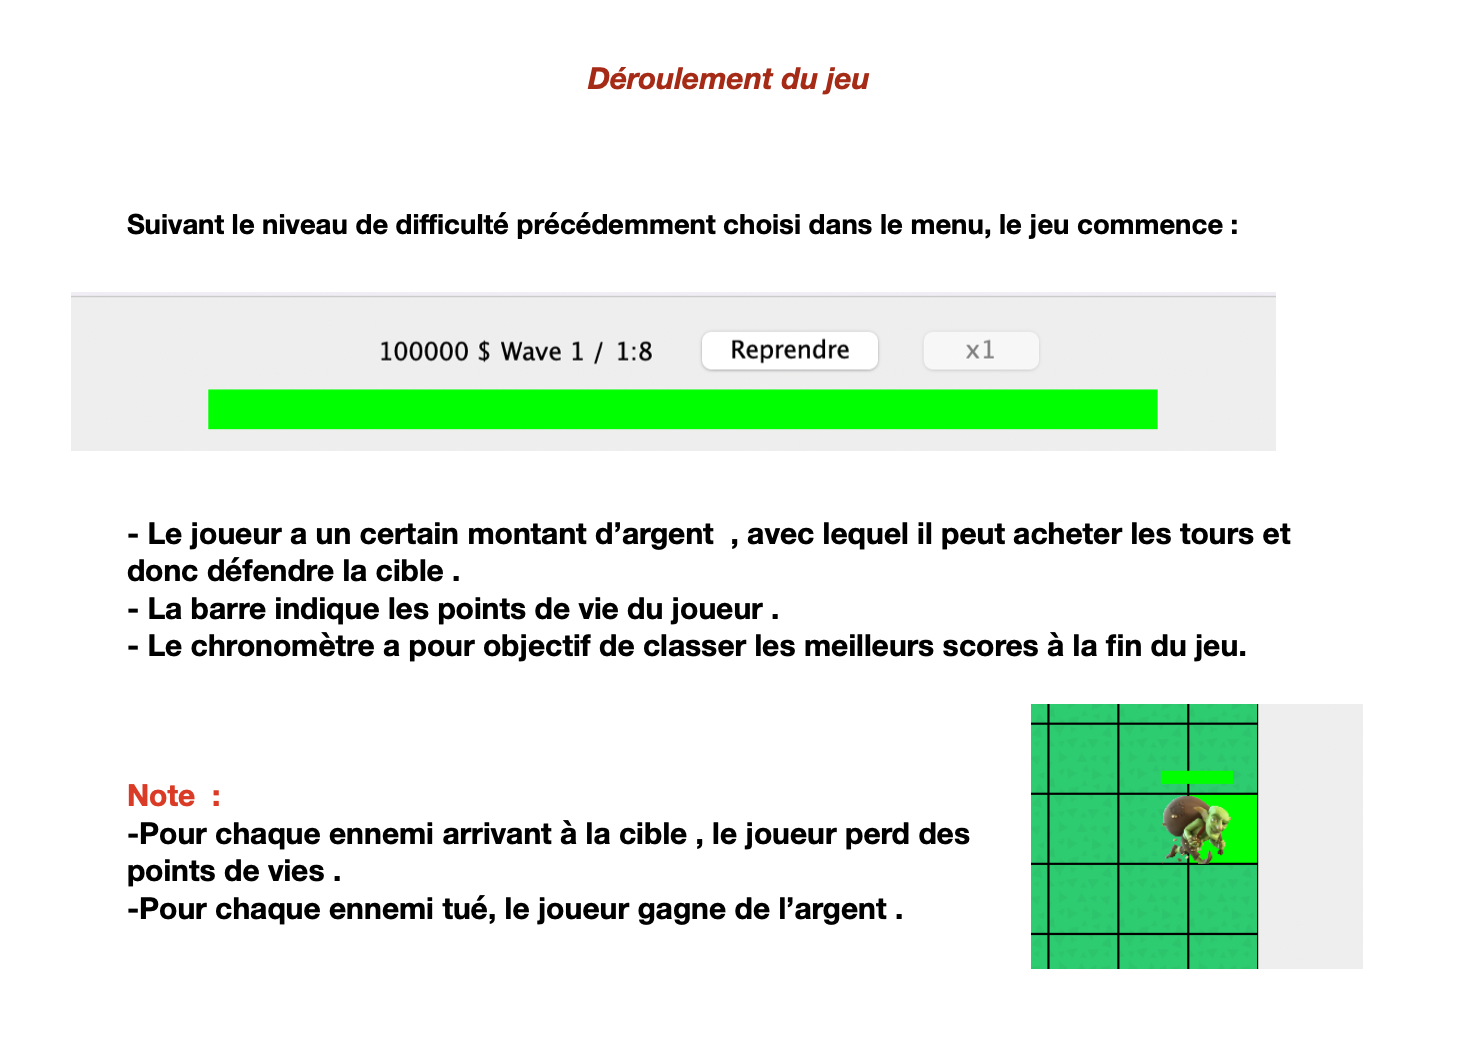 Déroulement du jeu
Suivant le niveau de difficulté précédemment choisi dans le menu, le jeu commence :
100000 $ Wave 1 / 1:8 Reprendre x1
- Le joueur a un certain montant d’argent  , avec lequel il peut acheter les tours et
donc défendre la cible .
- La barre indique les points de vie du joueur .
- Le chronomètre a pour objectif de classer les meilleurs scores à la fin du jeu.
Note  :
-Pour chaque ennemi arrivant à la cible , le joueur perd des
points de vies .
-Pour chaque ennemi tué, le joueur gagne de l’argent .